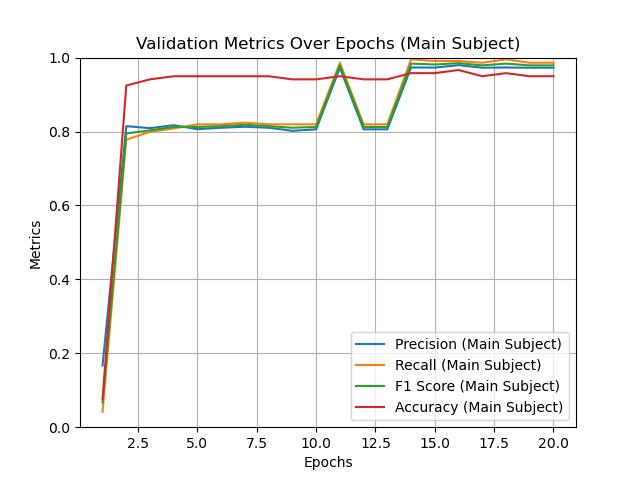 Validation Metrics Over Epochs (Main Subject)
1.0
0.8
0.6
0.4
0.2
0.0
Metrics
Precision (Main Subject)
Recall (Main Subject)
F1 Score (Main Subject)
Accuracy (Main Subject)
2.5 5.0 7.5 10.0 12.5 15.0 17.5 20.0
Epochs